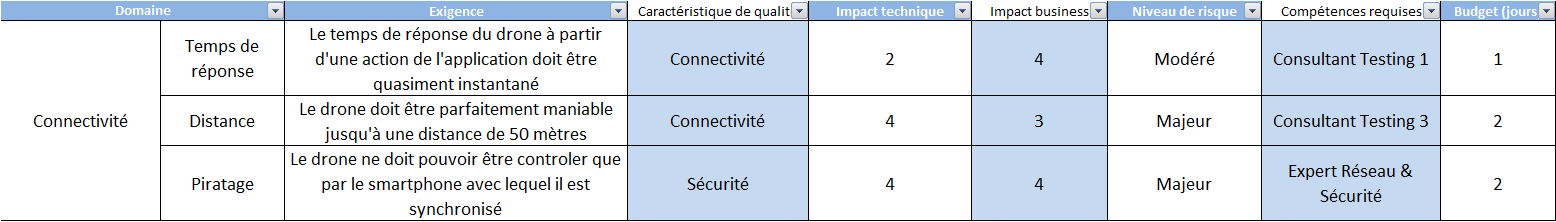 Domaine Exigence Caractéristique de qualit Impact technique Impact business Niveau de risque Compétences requises Budget (jours
Connectivité
Temps de
réponse
Le temps de réponse du drone à partir
d'une action de l'application doit être
quasiment instantané
Connectivité 2 4 Modéré Consultant Testing 1 1
Distance
Le drone doit être parfaitement maniable
jusqu'à une distance de 50 mètres
Connectivité 4 3 Majeur Consultant Testing 3 2
Piratage
Le drone ne doit pouvoir être controler que
par le smartphone avec lequel il est
synchronisé
Sécurité 4 4 Majeur
Expert Réseau &
Sécurité
2